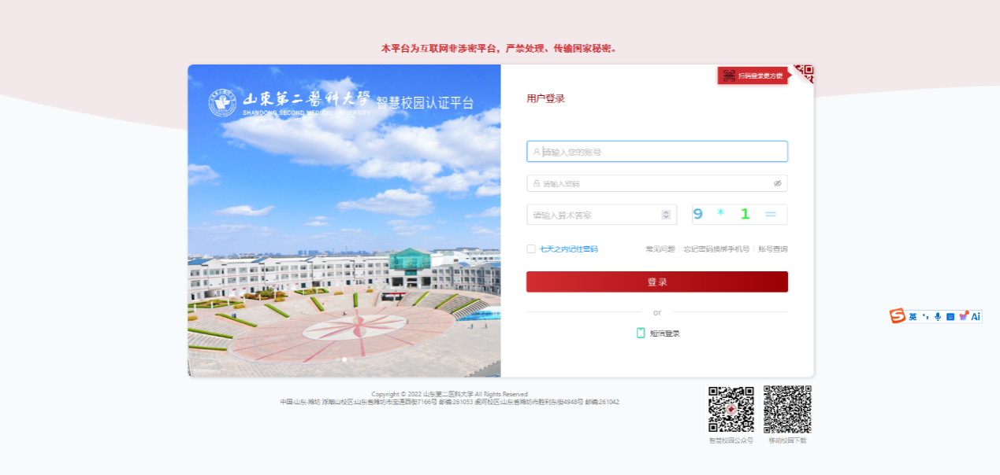 本平台为互联网非涉密平台，严禁处理、传输国家秘密。
扫码登录更方便
山東第二醫科大學 智慧校园认证平台
SHANDONG SECOND MEDICAL UNIVERSITY
用户登录
请输入您的账号
请输入密码
请输入算术答案
9 * 1 =
七天之内记住密码 常见问题 忘记密码换绑手机号 账号查询
登 录
or
短信登录
英 Ai
Copyright © 2022 山东第二医科大学 All Rights Reserved
中国·山东·潍坊 浮烟山校区:山东省潍坊市宝通西街7166号 邮编:261053 虞河校区:山东省潍坊市胜利东街4948号 邮编:261042
智慧校园公众号 移动校园下载